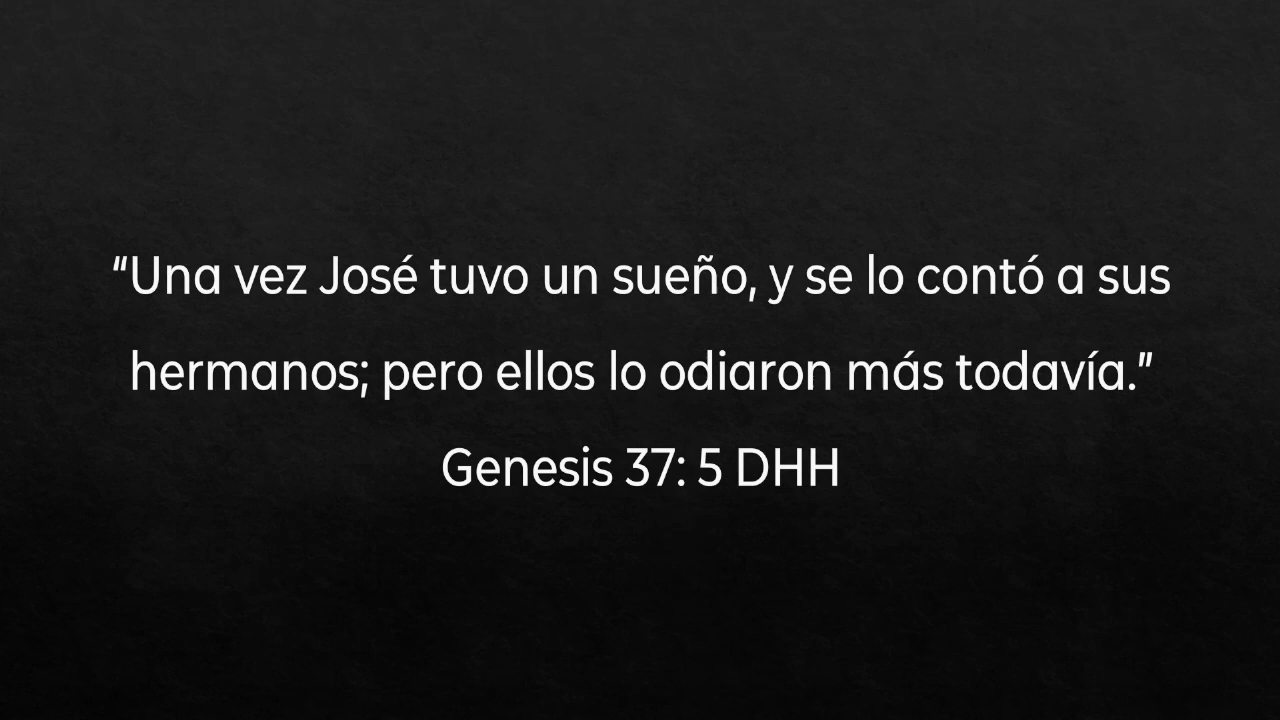 “Una vez José tuvo un sueño, y se lo contó a sus
hermanos; pero ellos lo odiaron más todavía.”
Genesis 37: 5 DHH